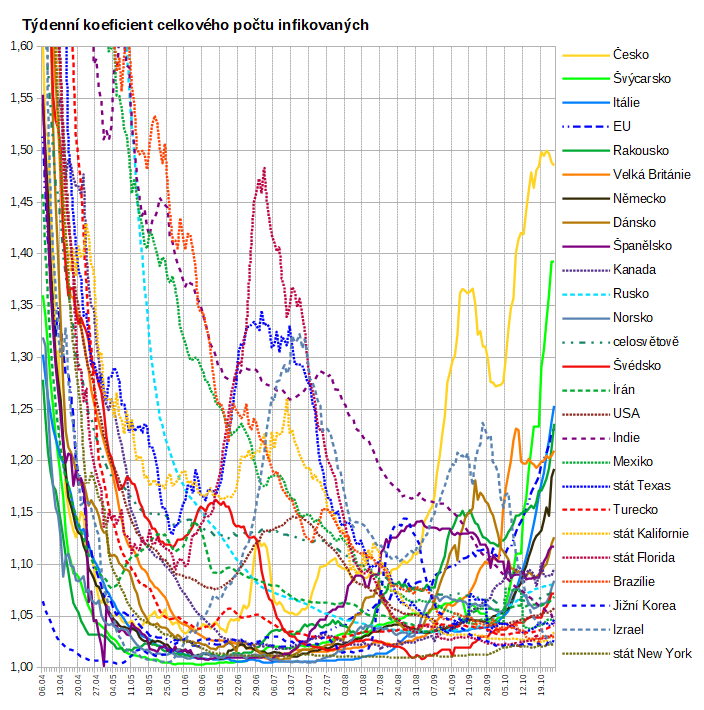 Týdenní koeficient celkového počtu infikovaných
1,60
1,55
1,50
1,45
1,40
1,35
1,30
1,25
1,20
1,15
1,10
1,05
1,00
06.04
13.04
20.04
27.04
04.05
11.05
18.05
25.05
01.06
08.06
15.06
22.06
29.06
06.07
13.07
20.07
27.07
03.08
10.08
17.08
24.08
31.08
07.09
14.09
21.09
28.09
05.10
12.10
19.10
Česko
Švýcarsko
Itálie
EU
Rakousko
Velká Británie
Německo
Dánsko
Španělsko
Kanada
Rusko
Norsko
celosvětově
Švédsko
Írán
USA
Indie
Mexiko
stát Texas
Turecko
stát Kalifornie
stát Florida
Brazilie
Jižní Korea
Izrael
stát New York